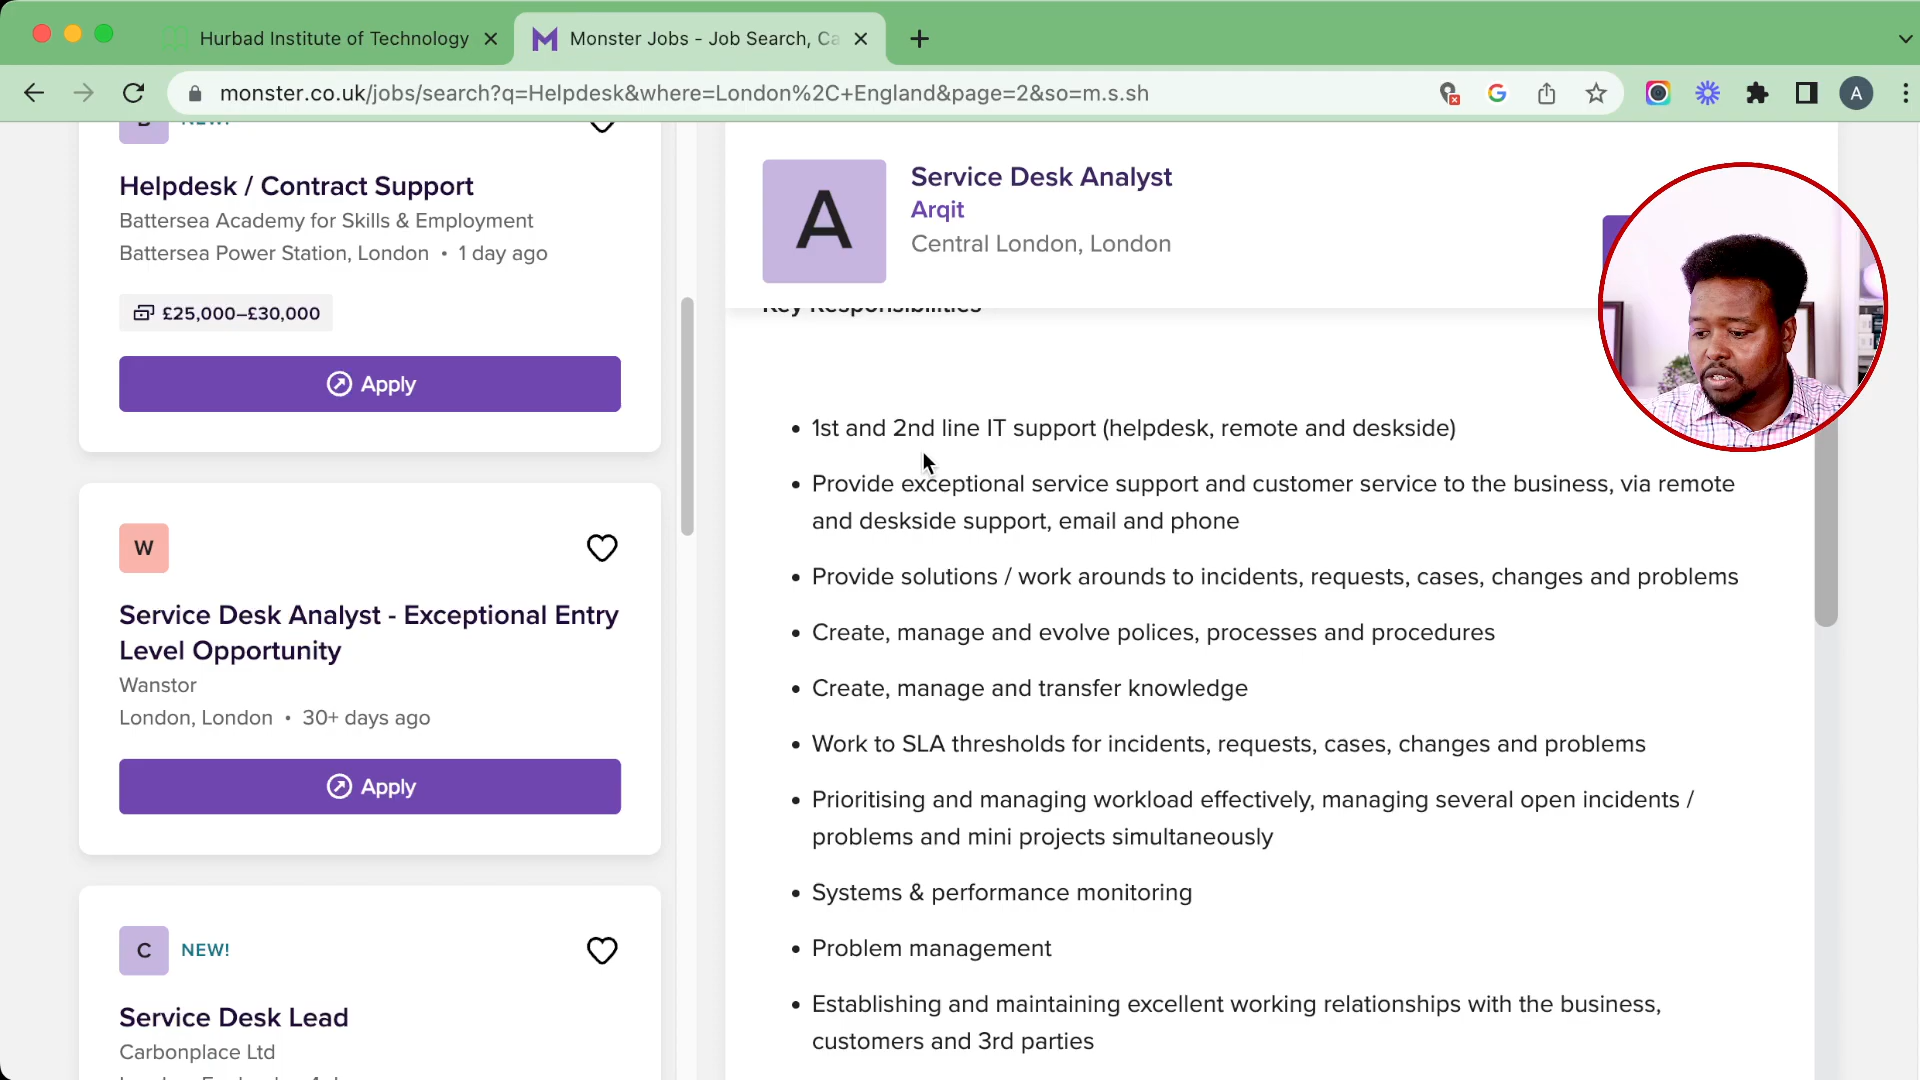 Hurbad Institute of Technology
Monster Jobs - Job Search, Ca
monster.co.uk/jobs/search?q=Helpdesk&where=London%2C+England&page=2&so=m.s.sh
A
NEW!
Helpdesk / Contract Support
Battersea Academy for Skills & Employment
Battersea Power Station, London • 1 day ago
£25,000–£30,000
Apply
W
Service Desk Analyst - Exceptional Entry
Level Opportunity
Wanstor
London, London • 30+ days ago
Apply
C NEW!
Service Desk Lead
Carbonplace Ltd
A
Service Desk Analyst
Arqit
Central London, London
Key Responsibilities
• 1st and 2nd line IT support (helpdesk, remote and deskside)
• Provide exceptional service support and customer service to the business, via remote
and deskside support, email and phone
• Provide solutions / work arounds to incidents, requests, cases, changes and problems
• Create, manage and evolve polices, processes and procedures
• Create, manage and transfer knowledge
• Work to SLA thresholds for incidents, requests, cases, changes and problems
• Prioritising and managing workload effectively, managing several open incidents /
problems and mini projects simultaneously
• Systems & performance monitoring
• Problem management
• Establishing and maintaining excellent working relationships with the business,
customers and 3rd parties